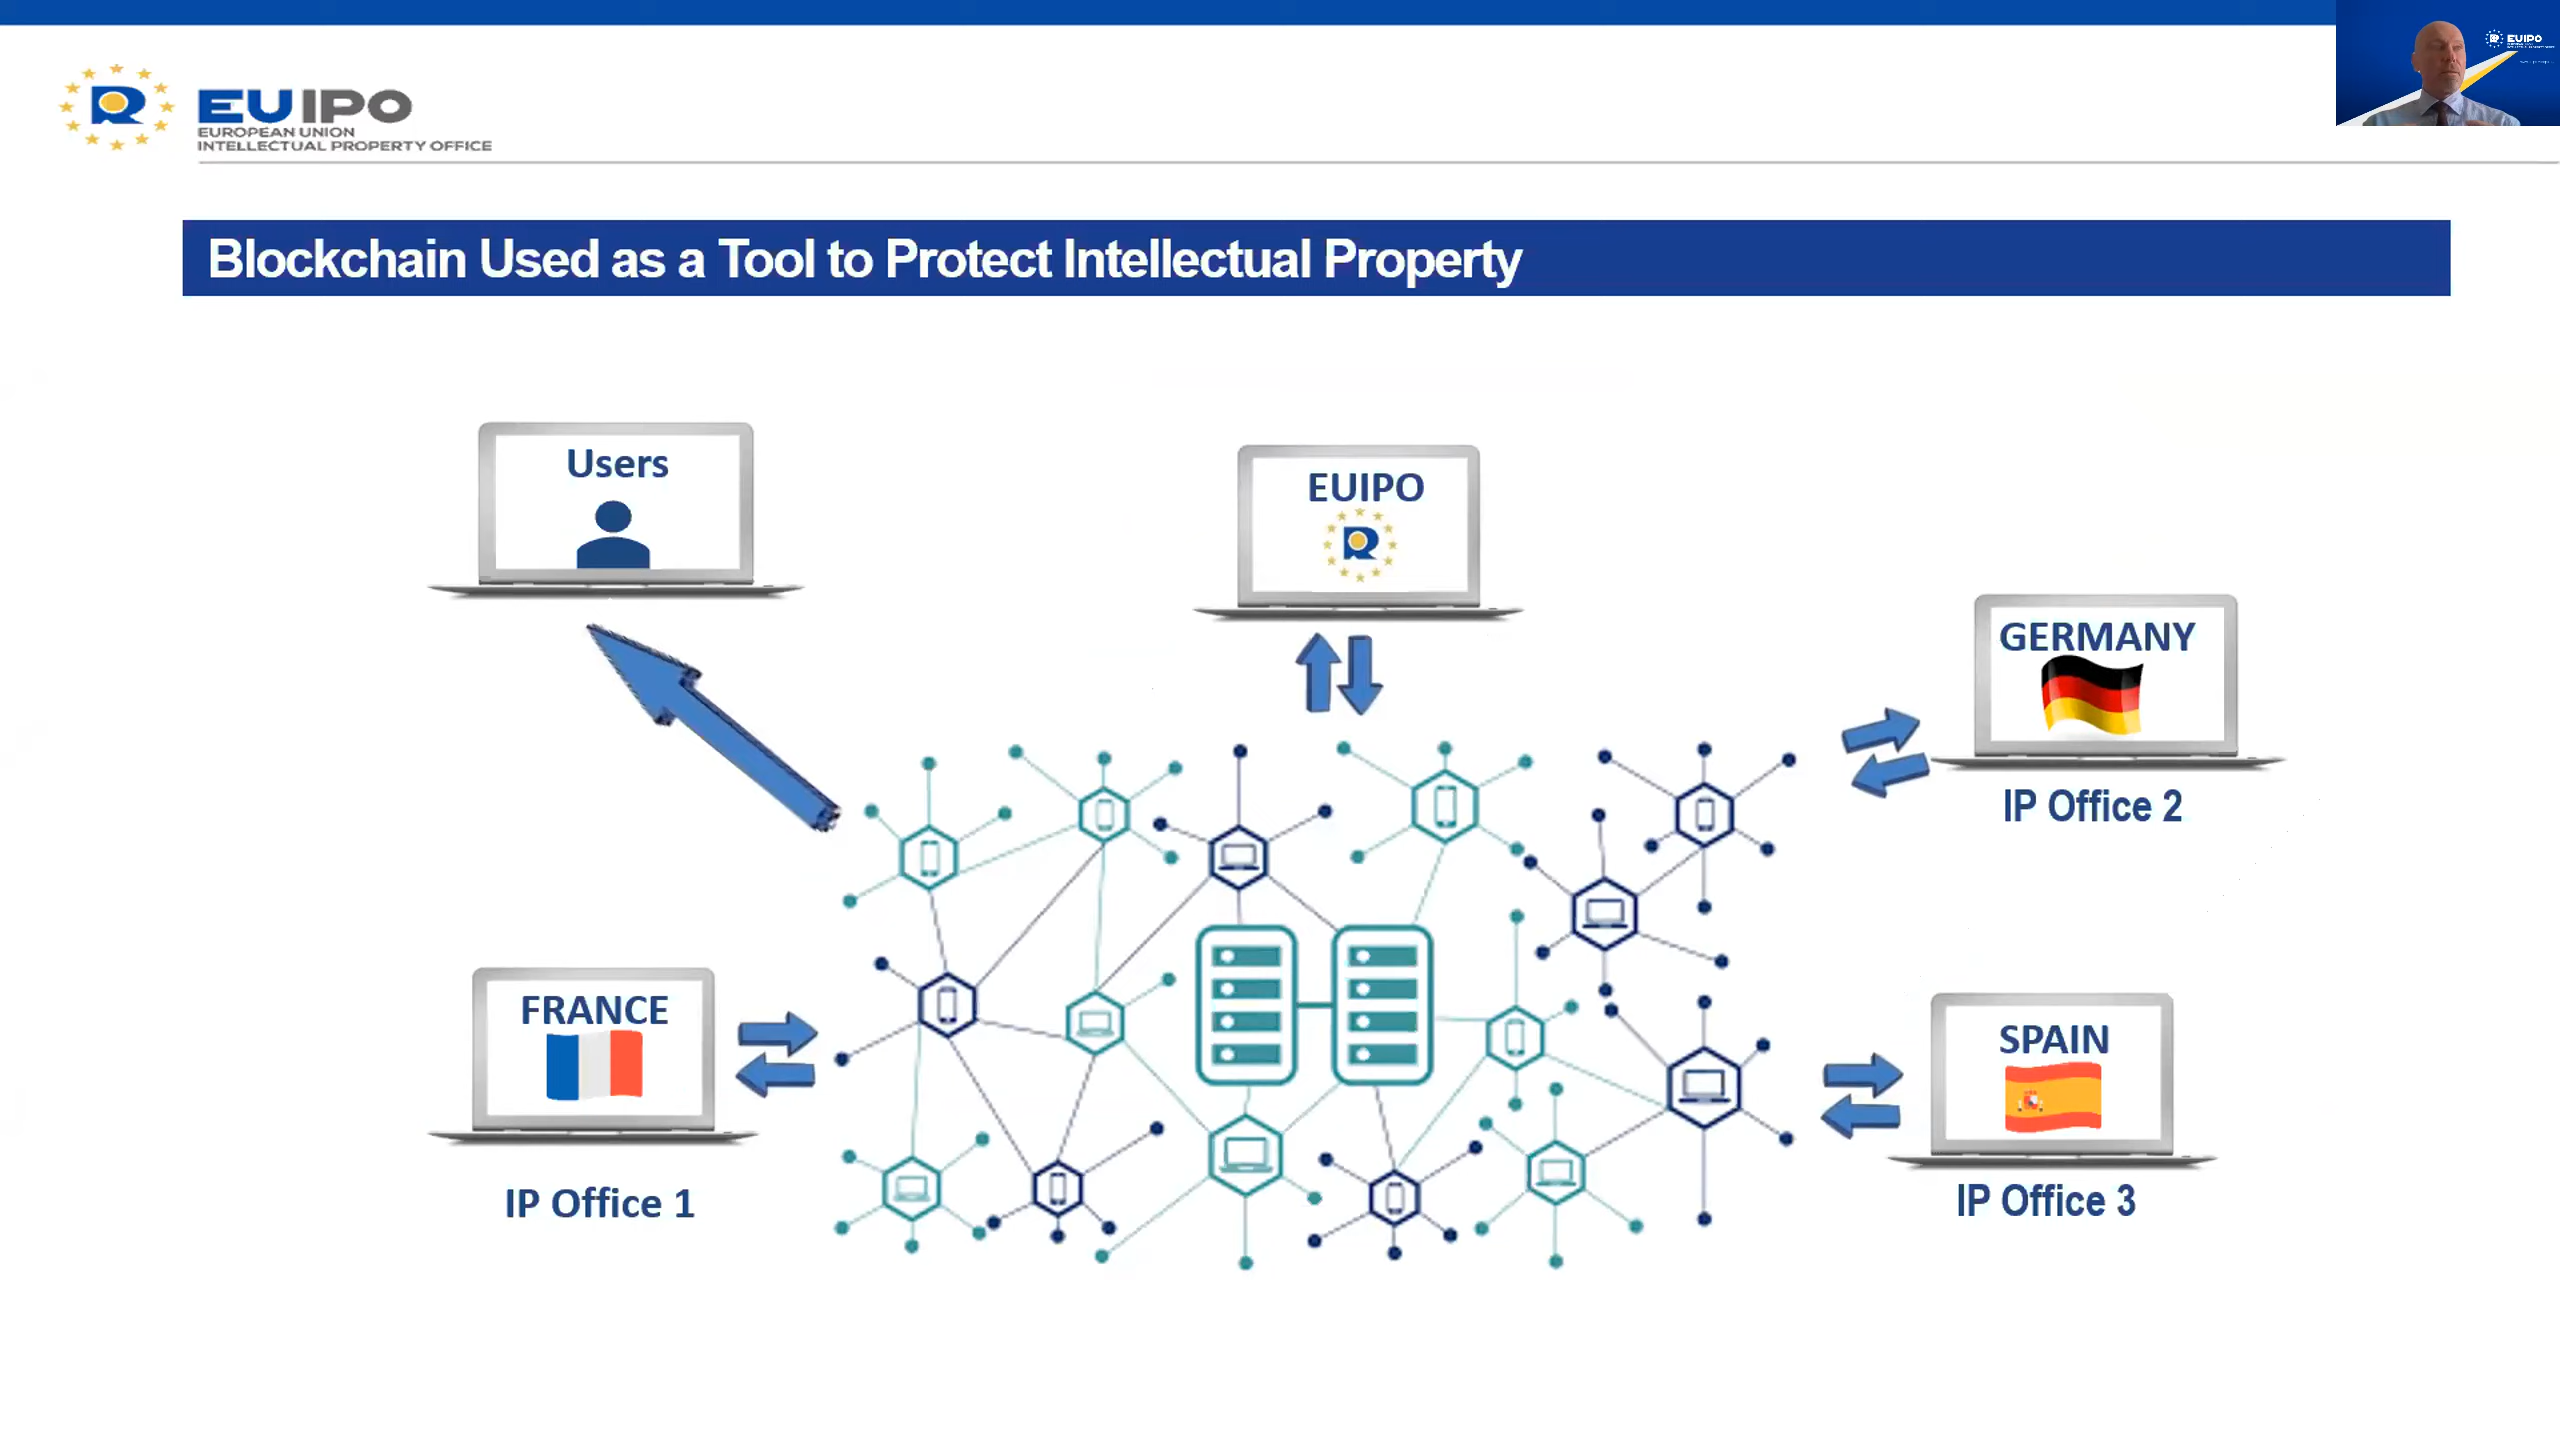 EUIPO
EUROPEAN UNION
INTELLECTUAL PROPERTY OFFICE
EUIPO
Blockchain Used as a Tool to Protect Intellectual Property
Users
EUIPO
GERMANY
IP Office 2
FRANCE
IP Office 1
SPAIN
IP Office 3